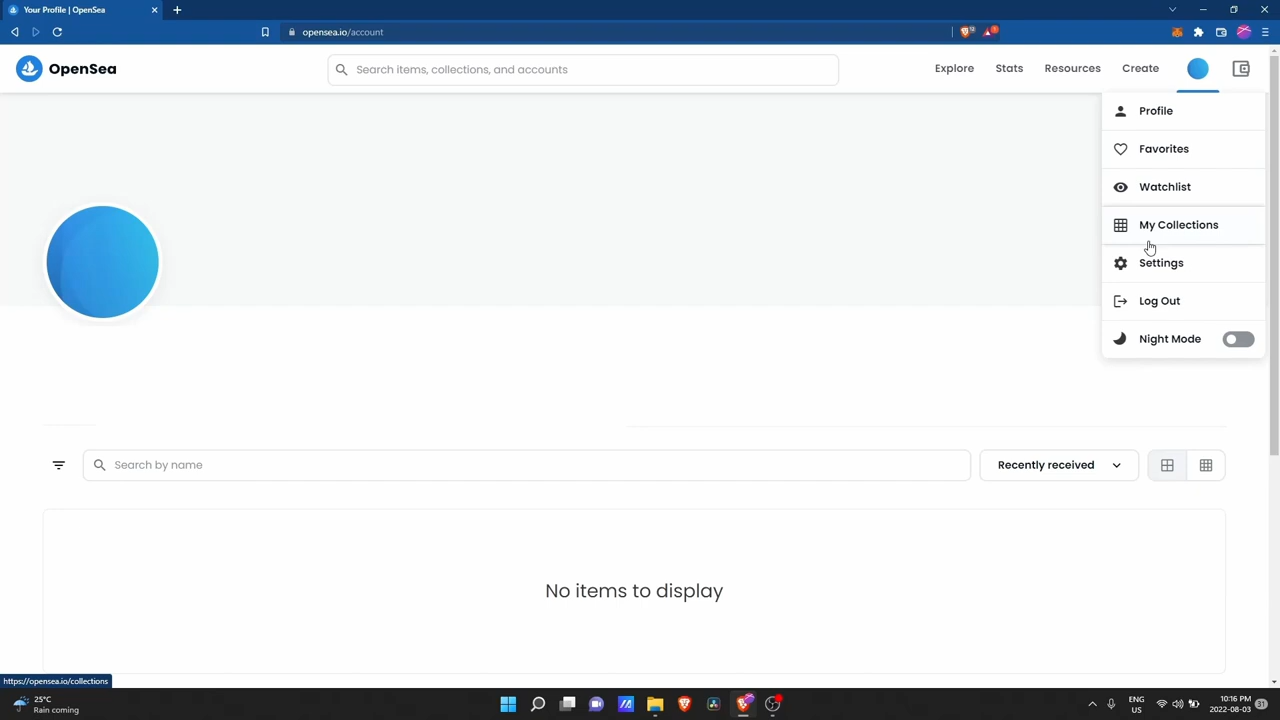 Your Profile | OpenSea
opensea.io/account
OpenSea
Search items, collections, and accounts
Explore
Stats
Resources
Create
Profile
Favorites
Watchlist
My Collections
Settings
Log Out
Night Mode
Search by name
Recently received
No items to display
https://opensea.io/collections
25°C
Rain coming
ENG
US
10:16 PM
2022-08-03